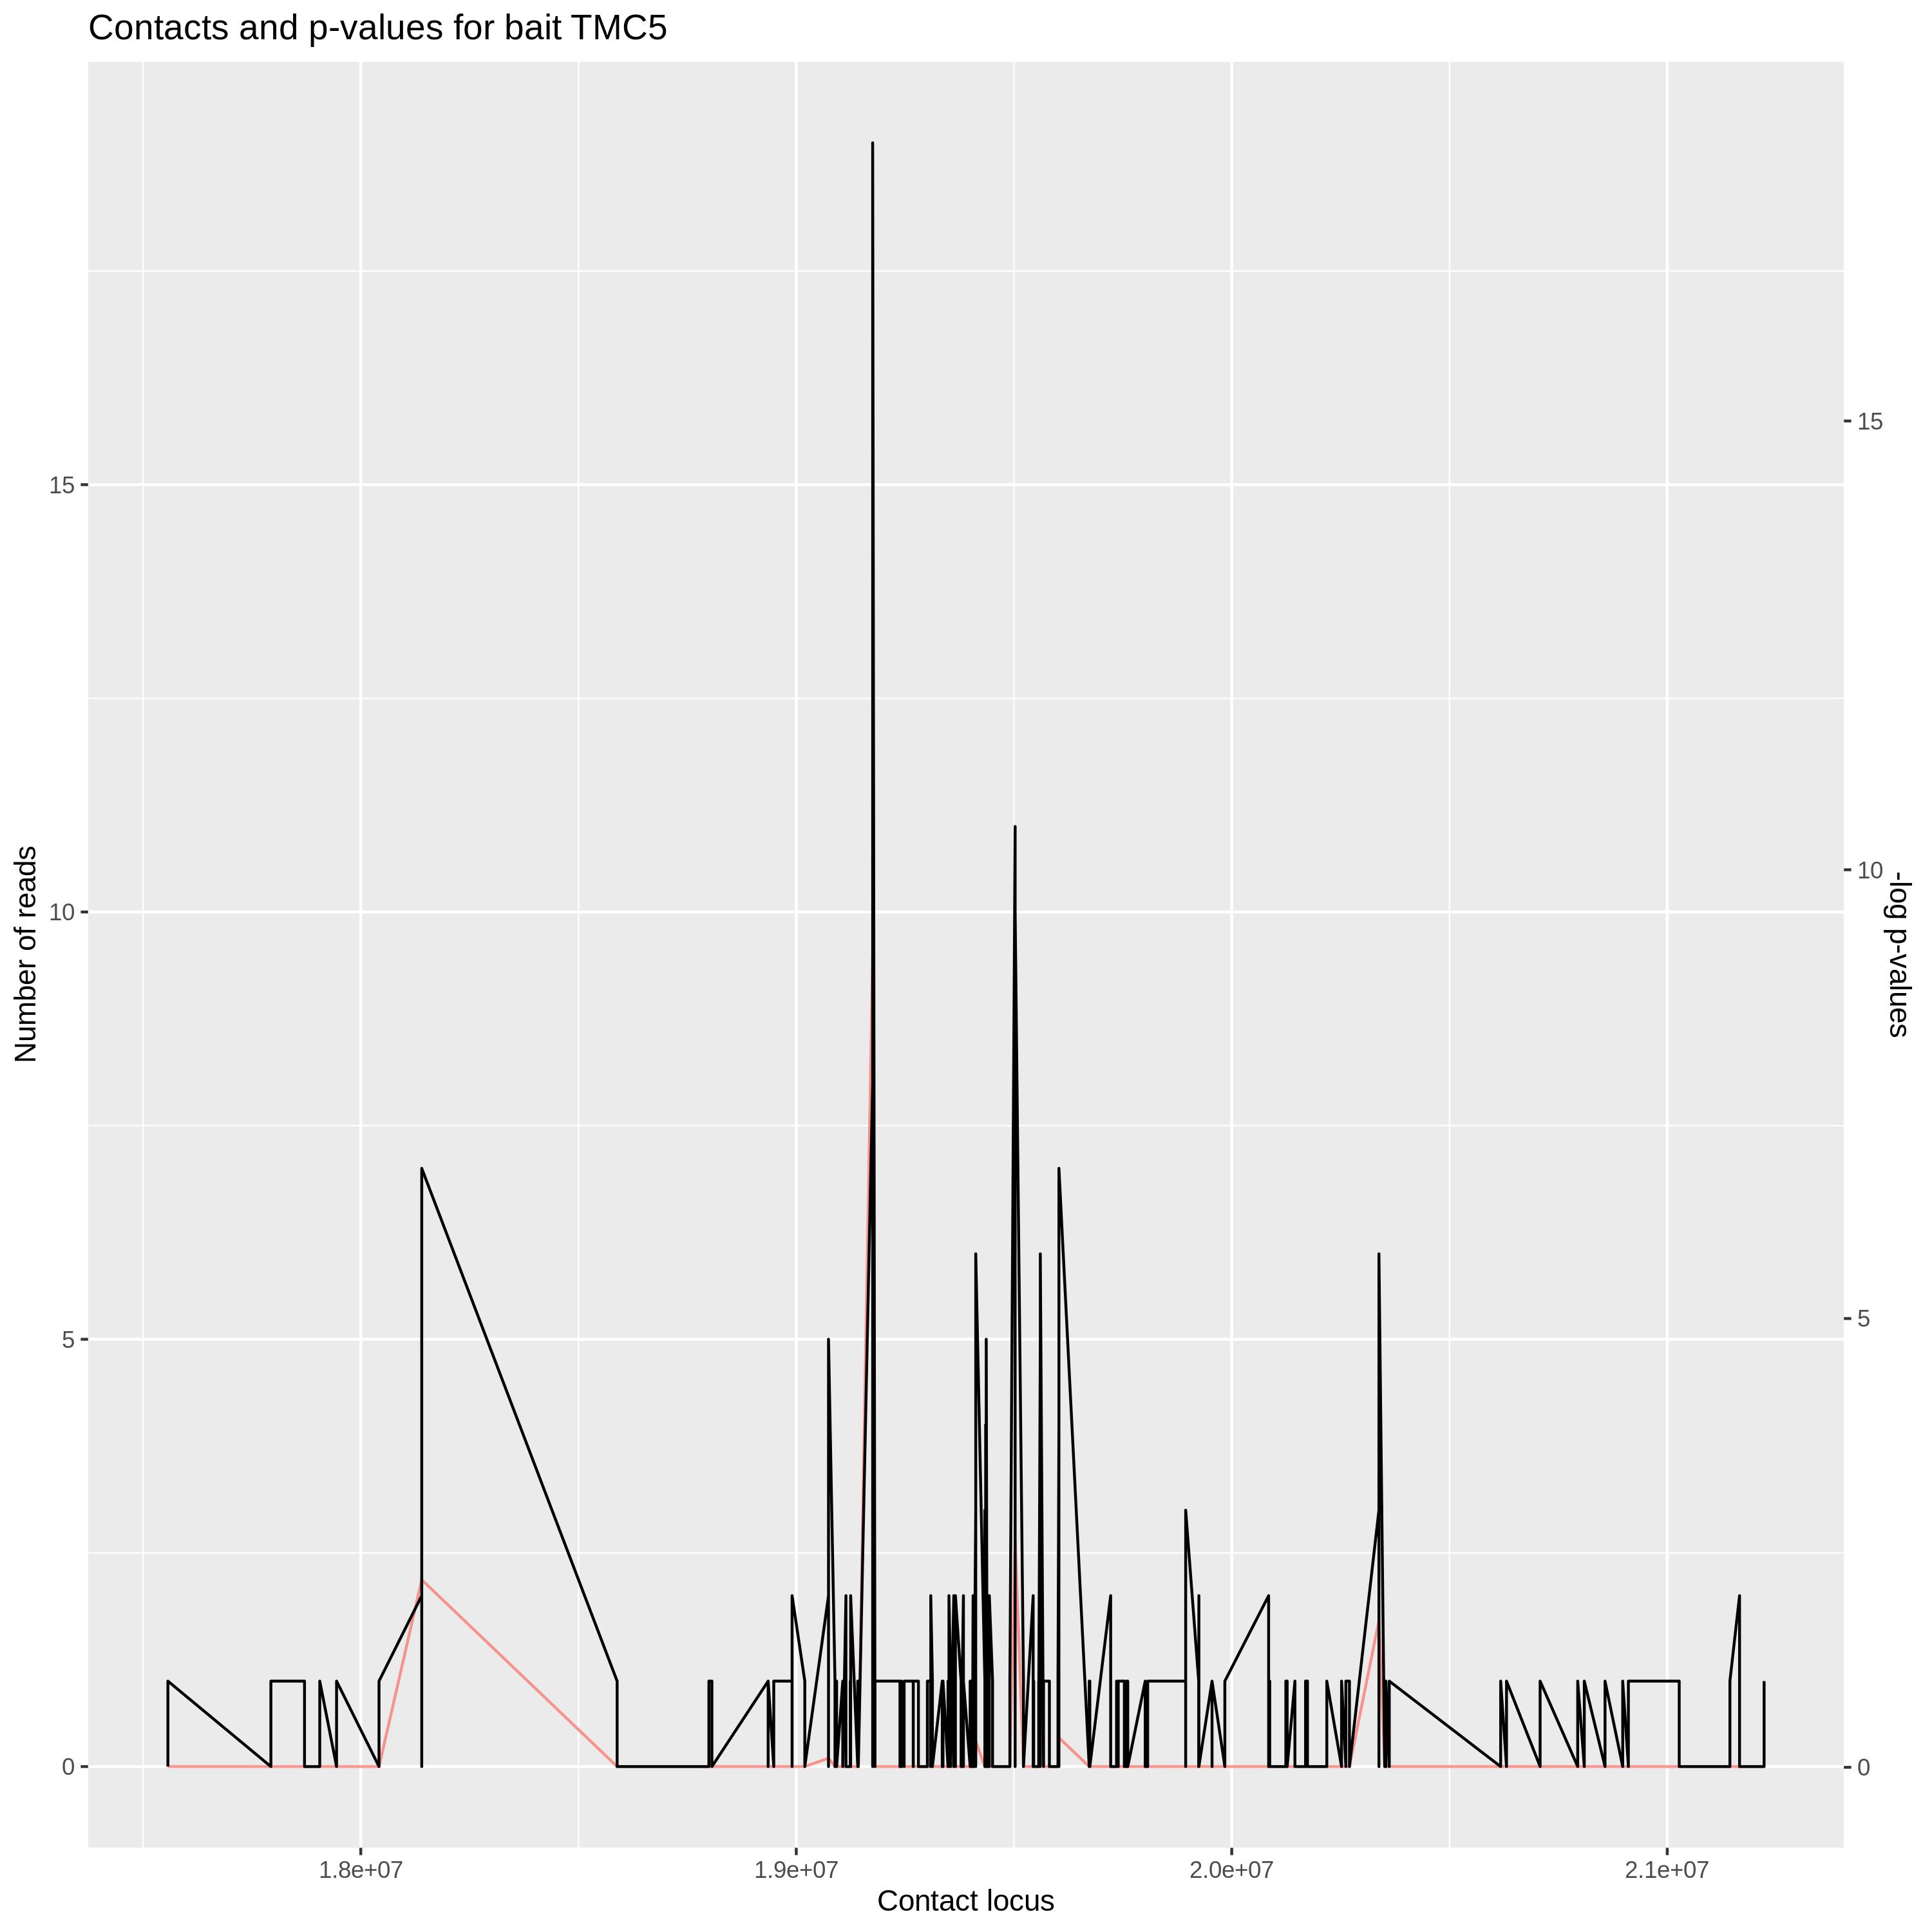 Contacts and p-values for bait TMC5
Number of reads
15
10
5
0
15
10
5
0
-log p-values
1.8e+07 1.9e+07 2.0e+07 2.1e+07
Contact locus